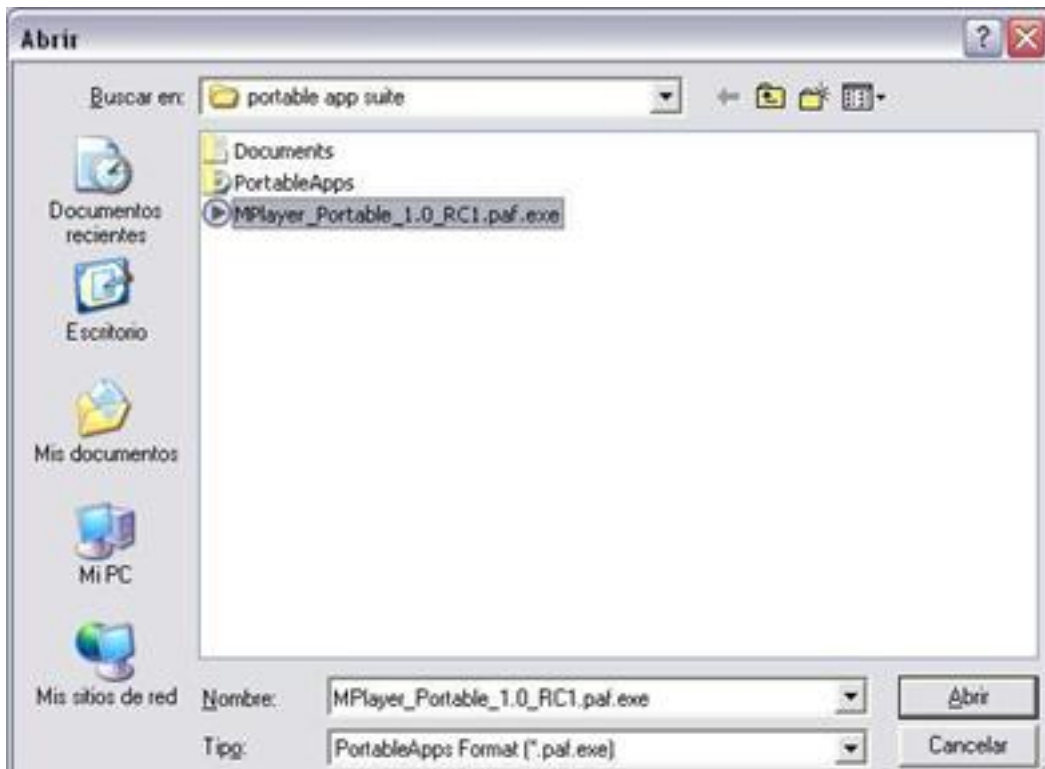 Abrir
Buscar en: portable app suite
Documents
PortableApps
MPlayer_Portable_1.0_RC1.paf.exe
Documentos
recientes
Escritorio
Mis documentos
Mi PC
Mis sitios de red
Nombre: MPlayer_Portable_1.0_RC1.paf.exe Abrir
Tipo: PortableApps Format (*.paf.exe) Cancelar